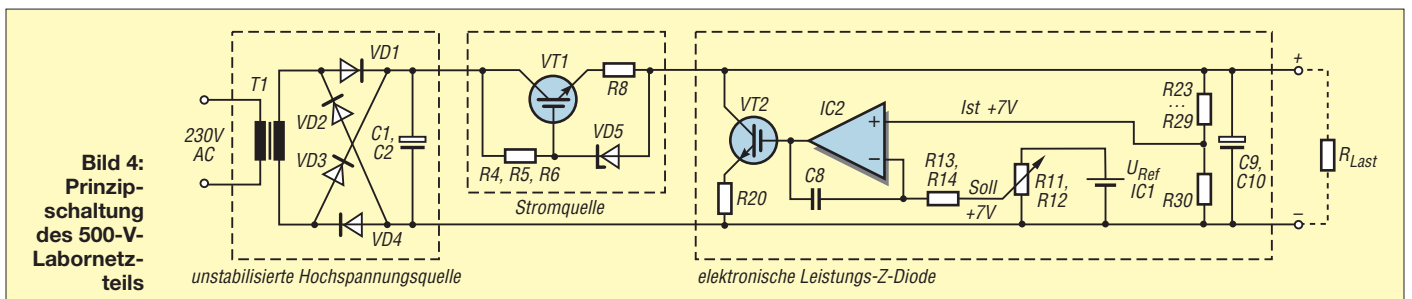 Bild 4:
Prinzip-
schaltung
des 500-V-
Labornetz-
teils
230V
AC
T1
VD1
VD2
VD3
VD4
C1,
C2
unstabilisierte Hochspannungsquelle
VT1
R8
R4, R5, R6
VD5
Stromquelle
VT2
IC2
+
−
C8
R20
Ist +7V
R13,
R14
Soll
+7V
R11,
R12
URef
IC1
R23
...
R29
R30
C9,
C10
elektronische Leistungs-Z-Diode
+
−
RLast